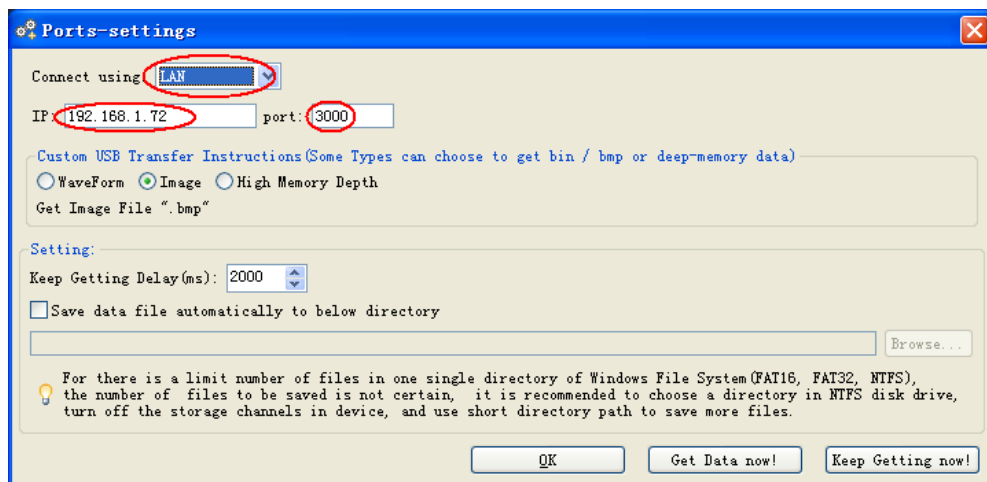 Ports-settings
Connect using: LAN
IP: 192.168.1.72 port: 3000
Custom USB Transfer Instructions(Some Types can choose to get bin / bmp or deep-memory data)
WaveForm Image High Memory Depth
Get Image File ".bmp"
Setting:
Keep Getting Delay(ms): 2000
Save data file automatically to below directory
Browse...
For there is a limit number of files in one single directory of Windows File System(FAT16, FAT32, NTFS),
the number of files to be saved is not certain, it is recommended to choose a directory in NTFS disk drive,
turn off the storage channels in device, and use short directory path to save more files.
OK Get Data now! Keep Getting now!